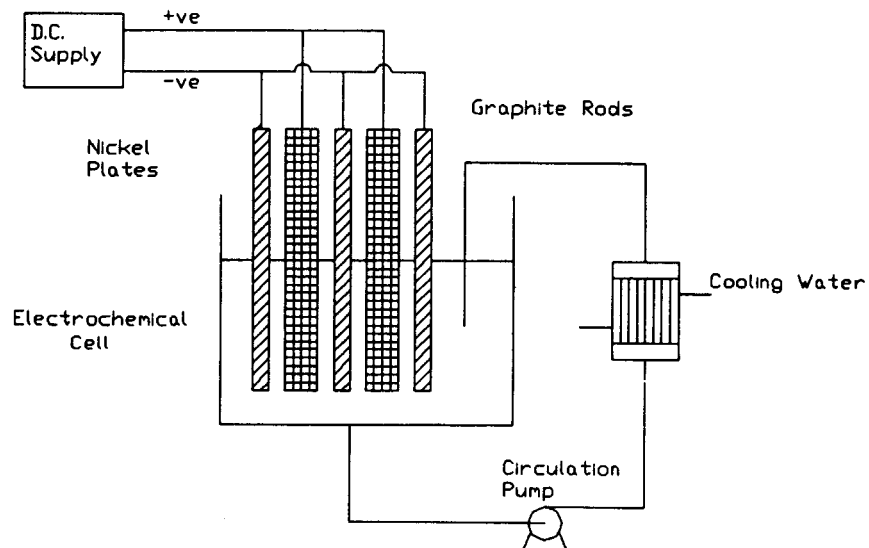 D.C.
Supply
+ve
-ve
Nickel
Plates
Graphite Rods
Cooling Water
Electrochemical
Cell
Circulation
Pump